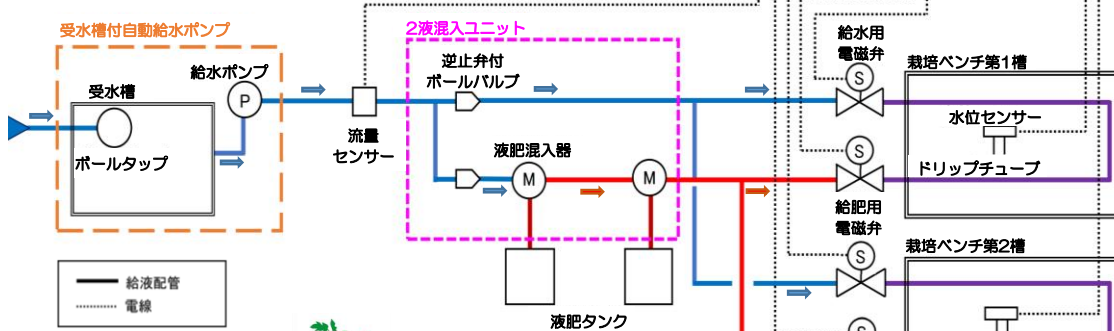 受水槽付自動給水ポンプ
給水ポンプ
P
受水槽
ボールタップ
流量
センサー
2液混入ユニット
逆止弁付
ボールバルブ
液肥混入器
M
M
液肥タンク
給水用
電磁弁
S
S
給肥用
電磁弁
S
S
栽培ベンチ第1槽
水位センサー
ドリップチューブ
栽培ベンチ第2槽
給液配管
電線